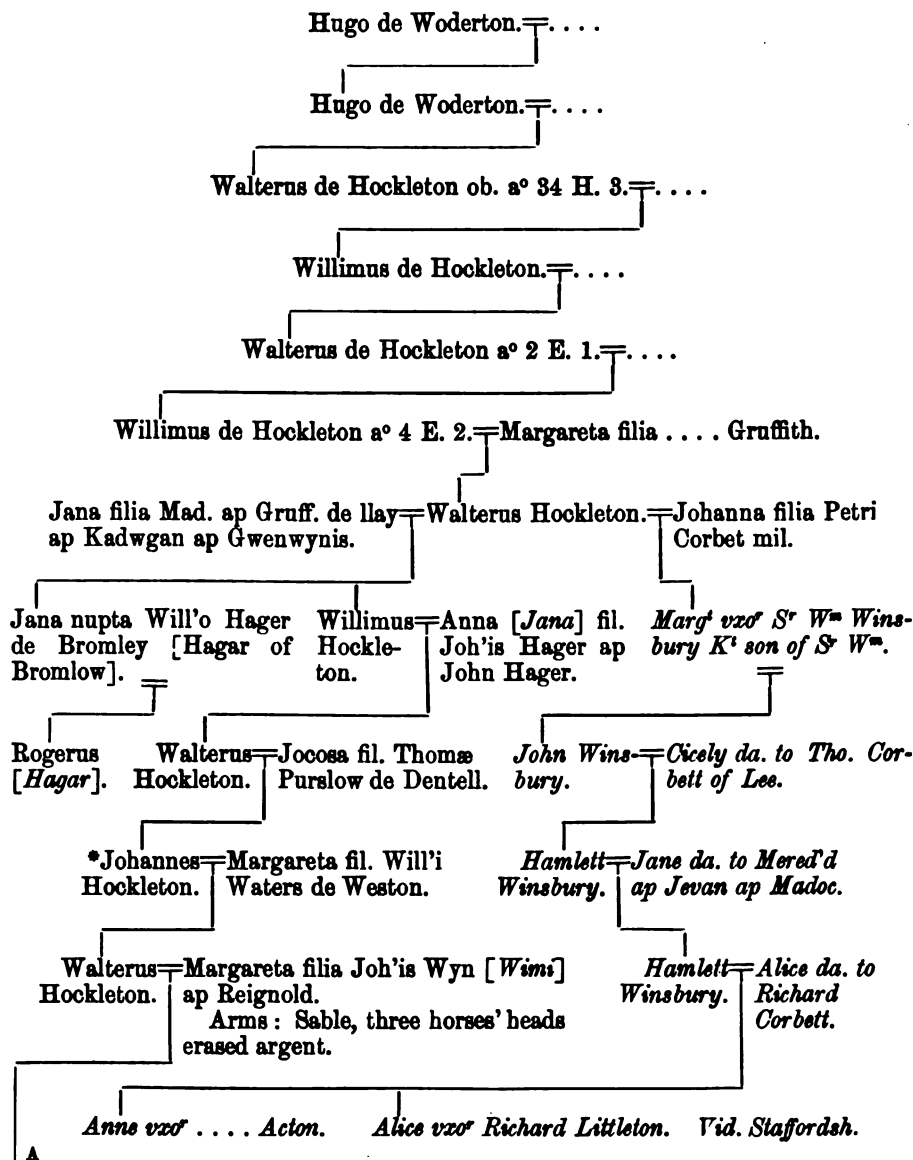 Hugo de Woderton.=. . . .
Hugo de Woderton.=. . . .
Walterus de Hockleton ob. aº 34 H. 3.=. . . .
Willimus de Hockleton.=. . . .
Walterus de Hockleton aº 2 E. 1.=. . . .
Willimus de Hockleton aº 4 E. 2.=Margareta filia . . . . Gruffith.
Jana filia Mad. ap Gruff. de llay=Walterus Hockleton.=Johanna filia Petri
ap Kadwgan ap Gwenwynis. Corbet mil.
Jana nupta Will'o Hager Willimus=Anna [Jana] fil. Margᵗ vxoʳ Sʳ Wᵐ Wins-
de Bromley [Hagar of Hockle- Joh'is Hager ap bury Kᵗ son of Sʳ Wᵐ.
Bromlow]. ton. John Hager.
Rogerus Walterus=Jocosa fil. Thomæ John Wins-=Cicely da. to Tho. Cor-
[Hagar]. Hockleton. Purslow de Dentell. bury. bett of Lee.
*Johannes=Margareta fil. Will'i Hamlett=Jane da. to Mered'd
Hockleton. Waters de Weston. Winsbury. ap Jevan ap Madoc.
Walterus=Margareta filia Joh'is Wyn [Wimi] Hamlett=Alice da. to
Hockleton. ap Reignold. Winsbury. Richard
Arms : Sable, three horses' heads Corbett.
erased argent.
Anne vxoʳ . . . . Acton. Alice vxoʳ Richard Littleton. Vid. Staffordsh.
A